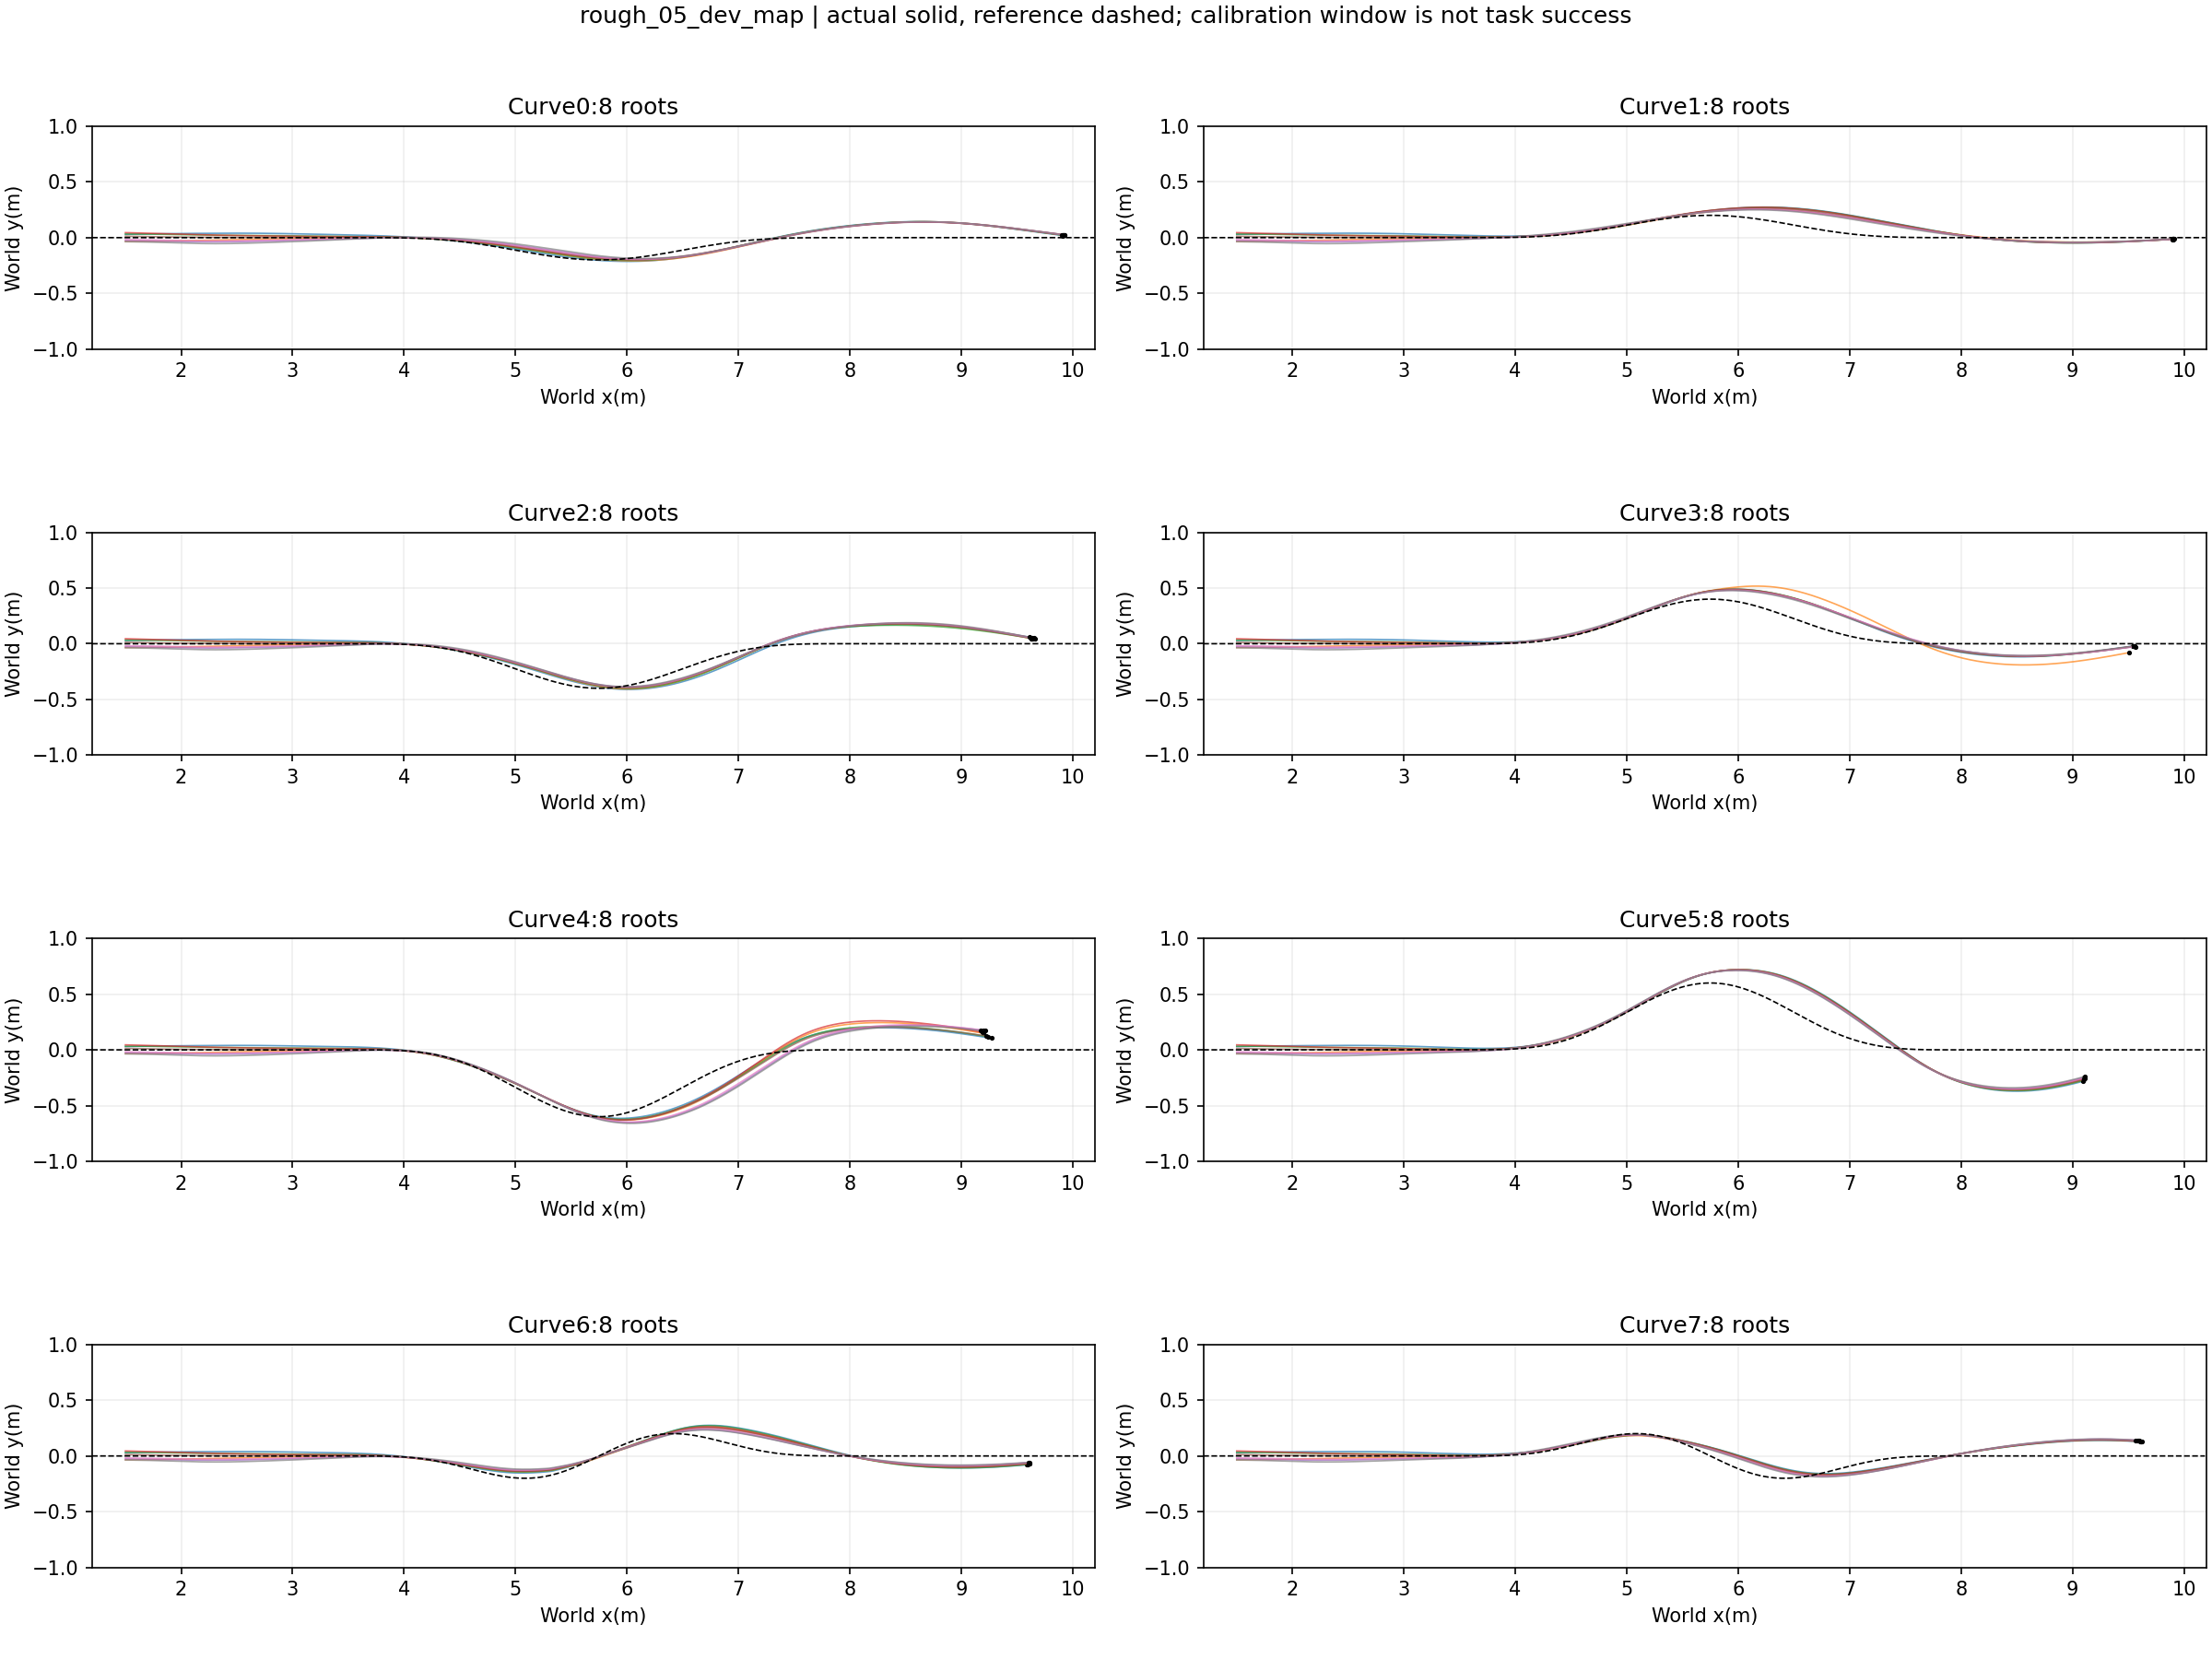 rough_05_dev_map | actual solid, reference dashed; calibration window is not task success
Curve0:8 roots
1.0
0.5
0.0
−0.5
−1.0
World y(m)
2 3 4 5 6 7 8 9 10
World x(m)
Curve1:8 roots
1.0
0.5
0.0
−0.5
−1.0
World y(m)
2 3 4 5 6 7 8 9 10
World x(m)
Curve2:8 roots
1.0
0.5
0.0
−0.5
−1.0
World y(m)
2 3 4 5 6 7 8 9 10
World x(m)
Curve3:8 roots
1.0
0.5
0.0
−0.5
−1.0
World y(m)
2 3 4 5 6 7 8 9 10
World x(m)
Curve4:8 roots
1.0
0.5
0.0
−0.5
−1.0
World y(m)
2 3 4 5 6 7 8 9 10
World x(m)
Curve5:8 roots
1.0
0.5
0.0
−0.5
−1.0
World y(m)
2 3 4 5 6 7 8 9 10
World x(m)
Curve6:8 roots
1.0
0.5
0.0
−0.5
−1.0
World y(m)
2 3 4 5 6 7 8 9 10
World x(m)
Curve7:8 roots
1.0
0.5
0.0
−0.5
−1.0
World y(m)
2 3 4 5 6 7 8 9 10
World x(m)